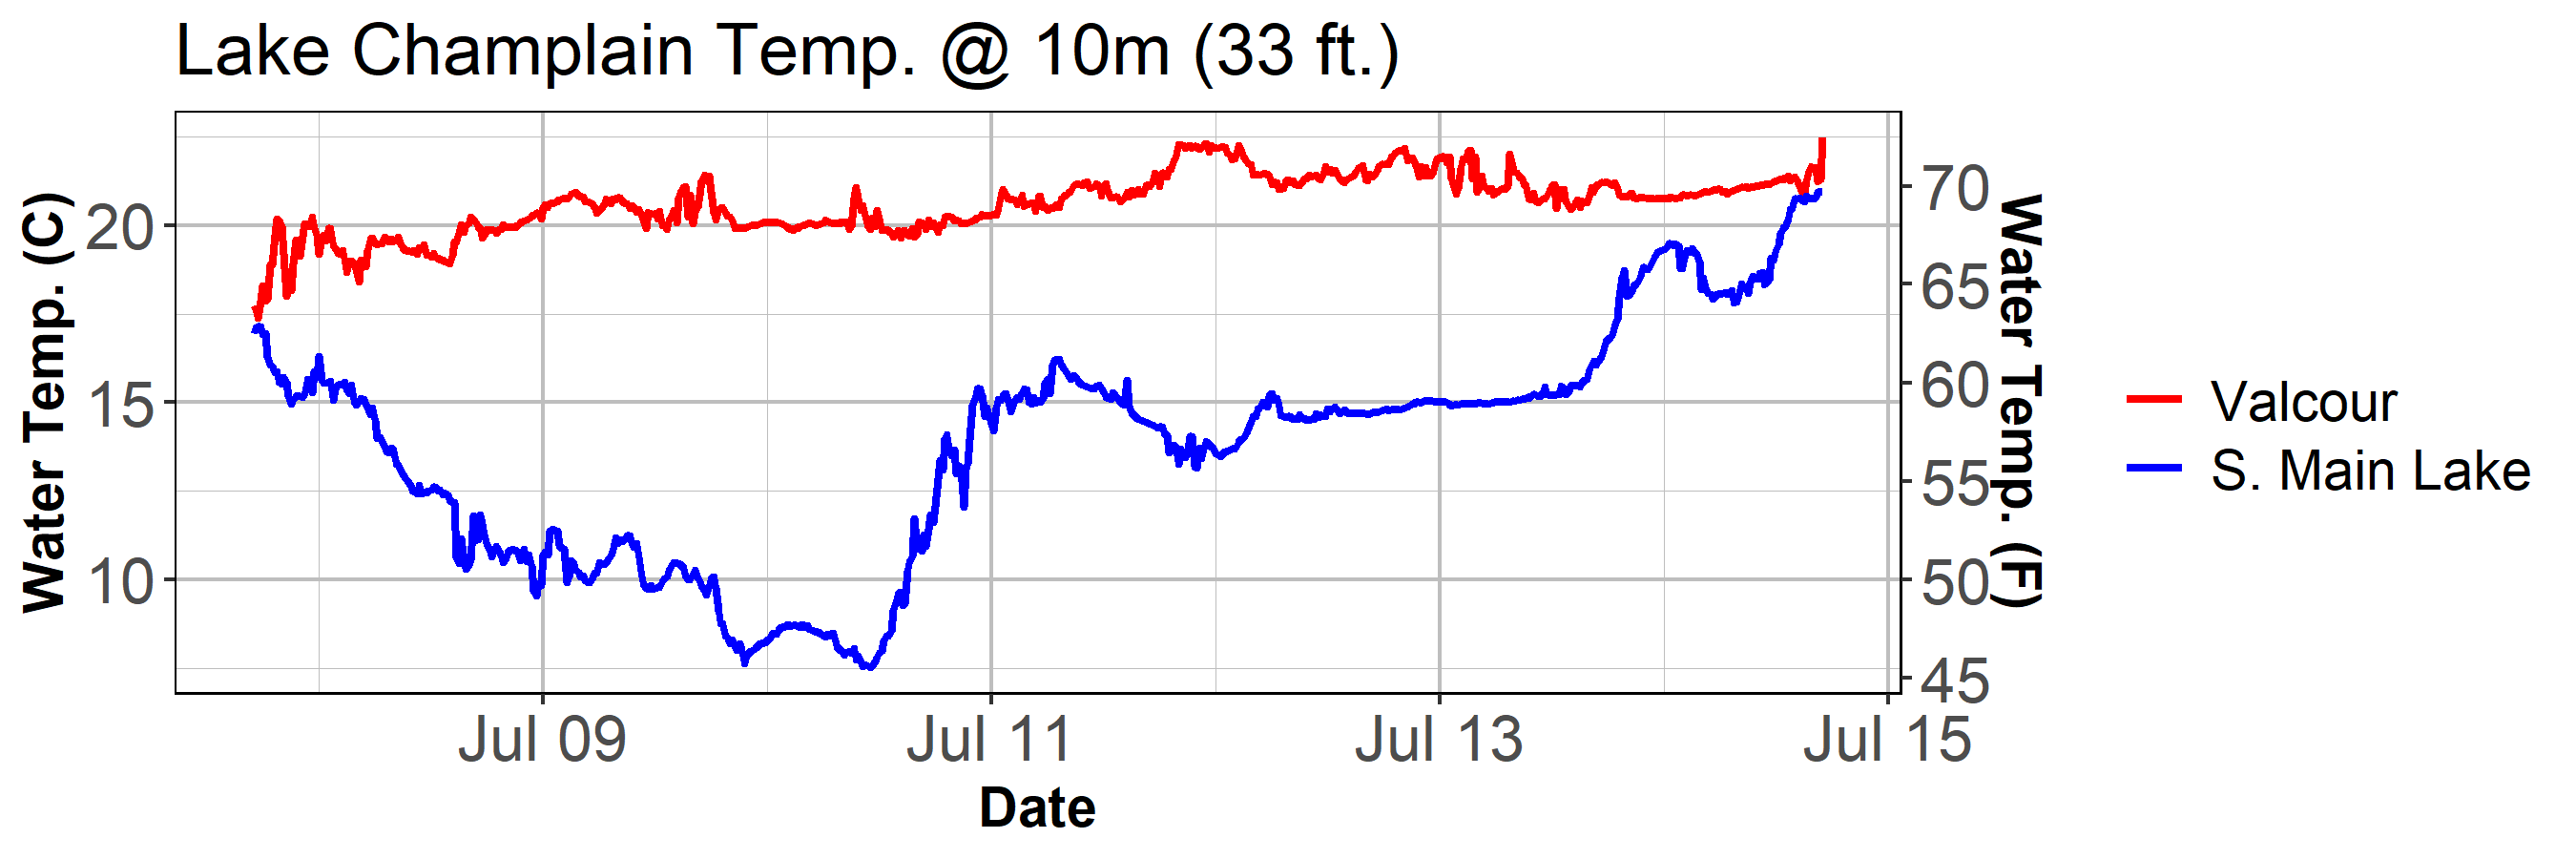 Lake Champlain Temp. @ 10m (33 ft.)
Water Temp. (C)
20
15
10
70
65
60
55
50
45
Water Temp. (F)
Jul 09
Jul 11
Jul 13
Jul 15
Date
Valcour
S. Main Lake